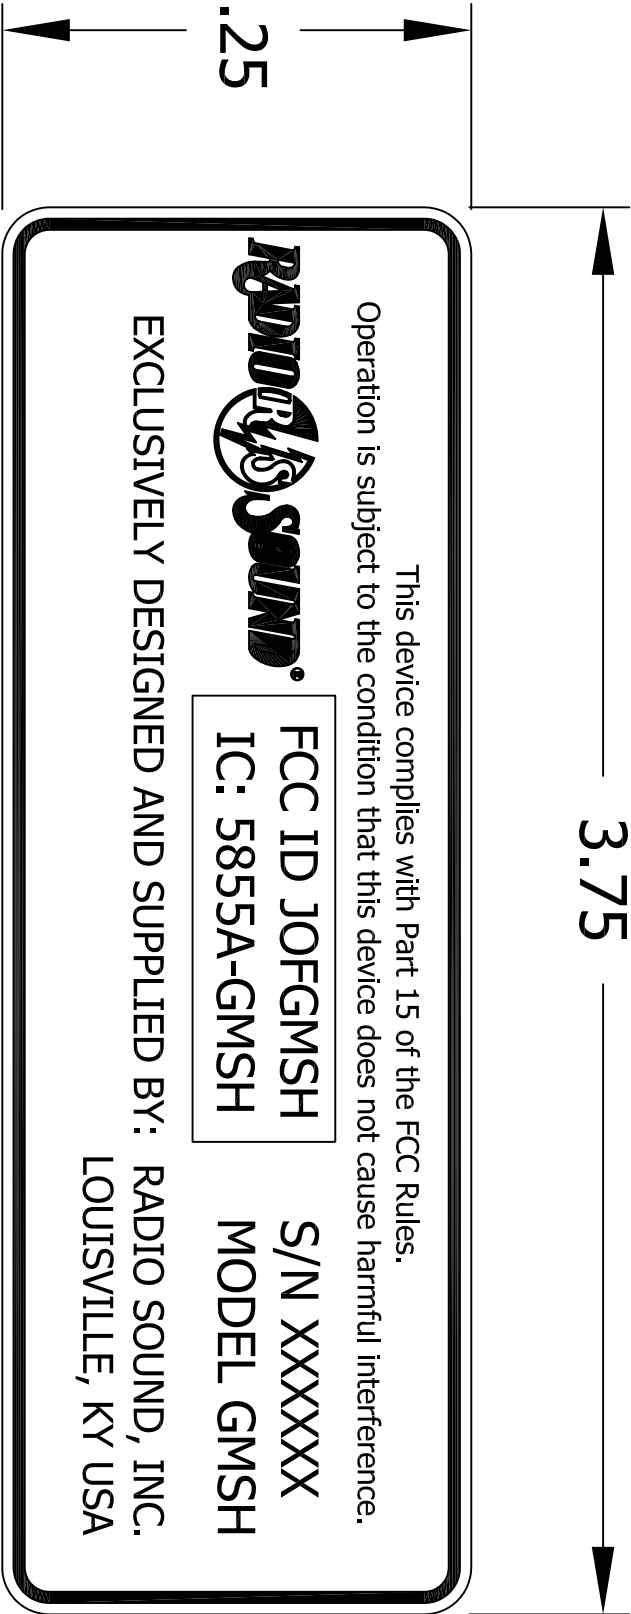 3.75
.25
This device complies with Part 15 of the FCC Rules.
Operation is subject to the condition that this device does not cause harmful interference.
RADIO RS SOUND®
FCC ID JOFGMSH
IC: 5855A-GMSH
S/N XXXXXX
MODEL GMSH
EXCLUSIVELY DESIGNED AND SUPPLIED BY: RADIO SOUND, INC.
LOUISVILLE, KY USA